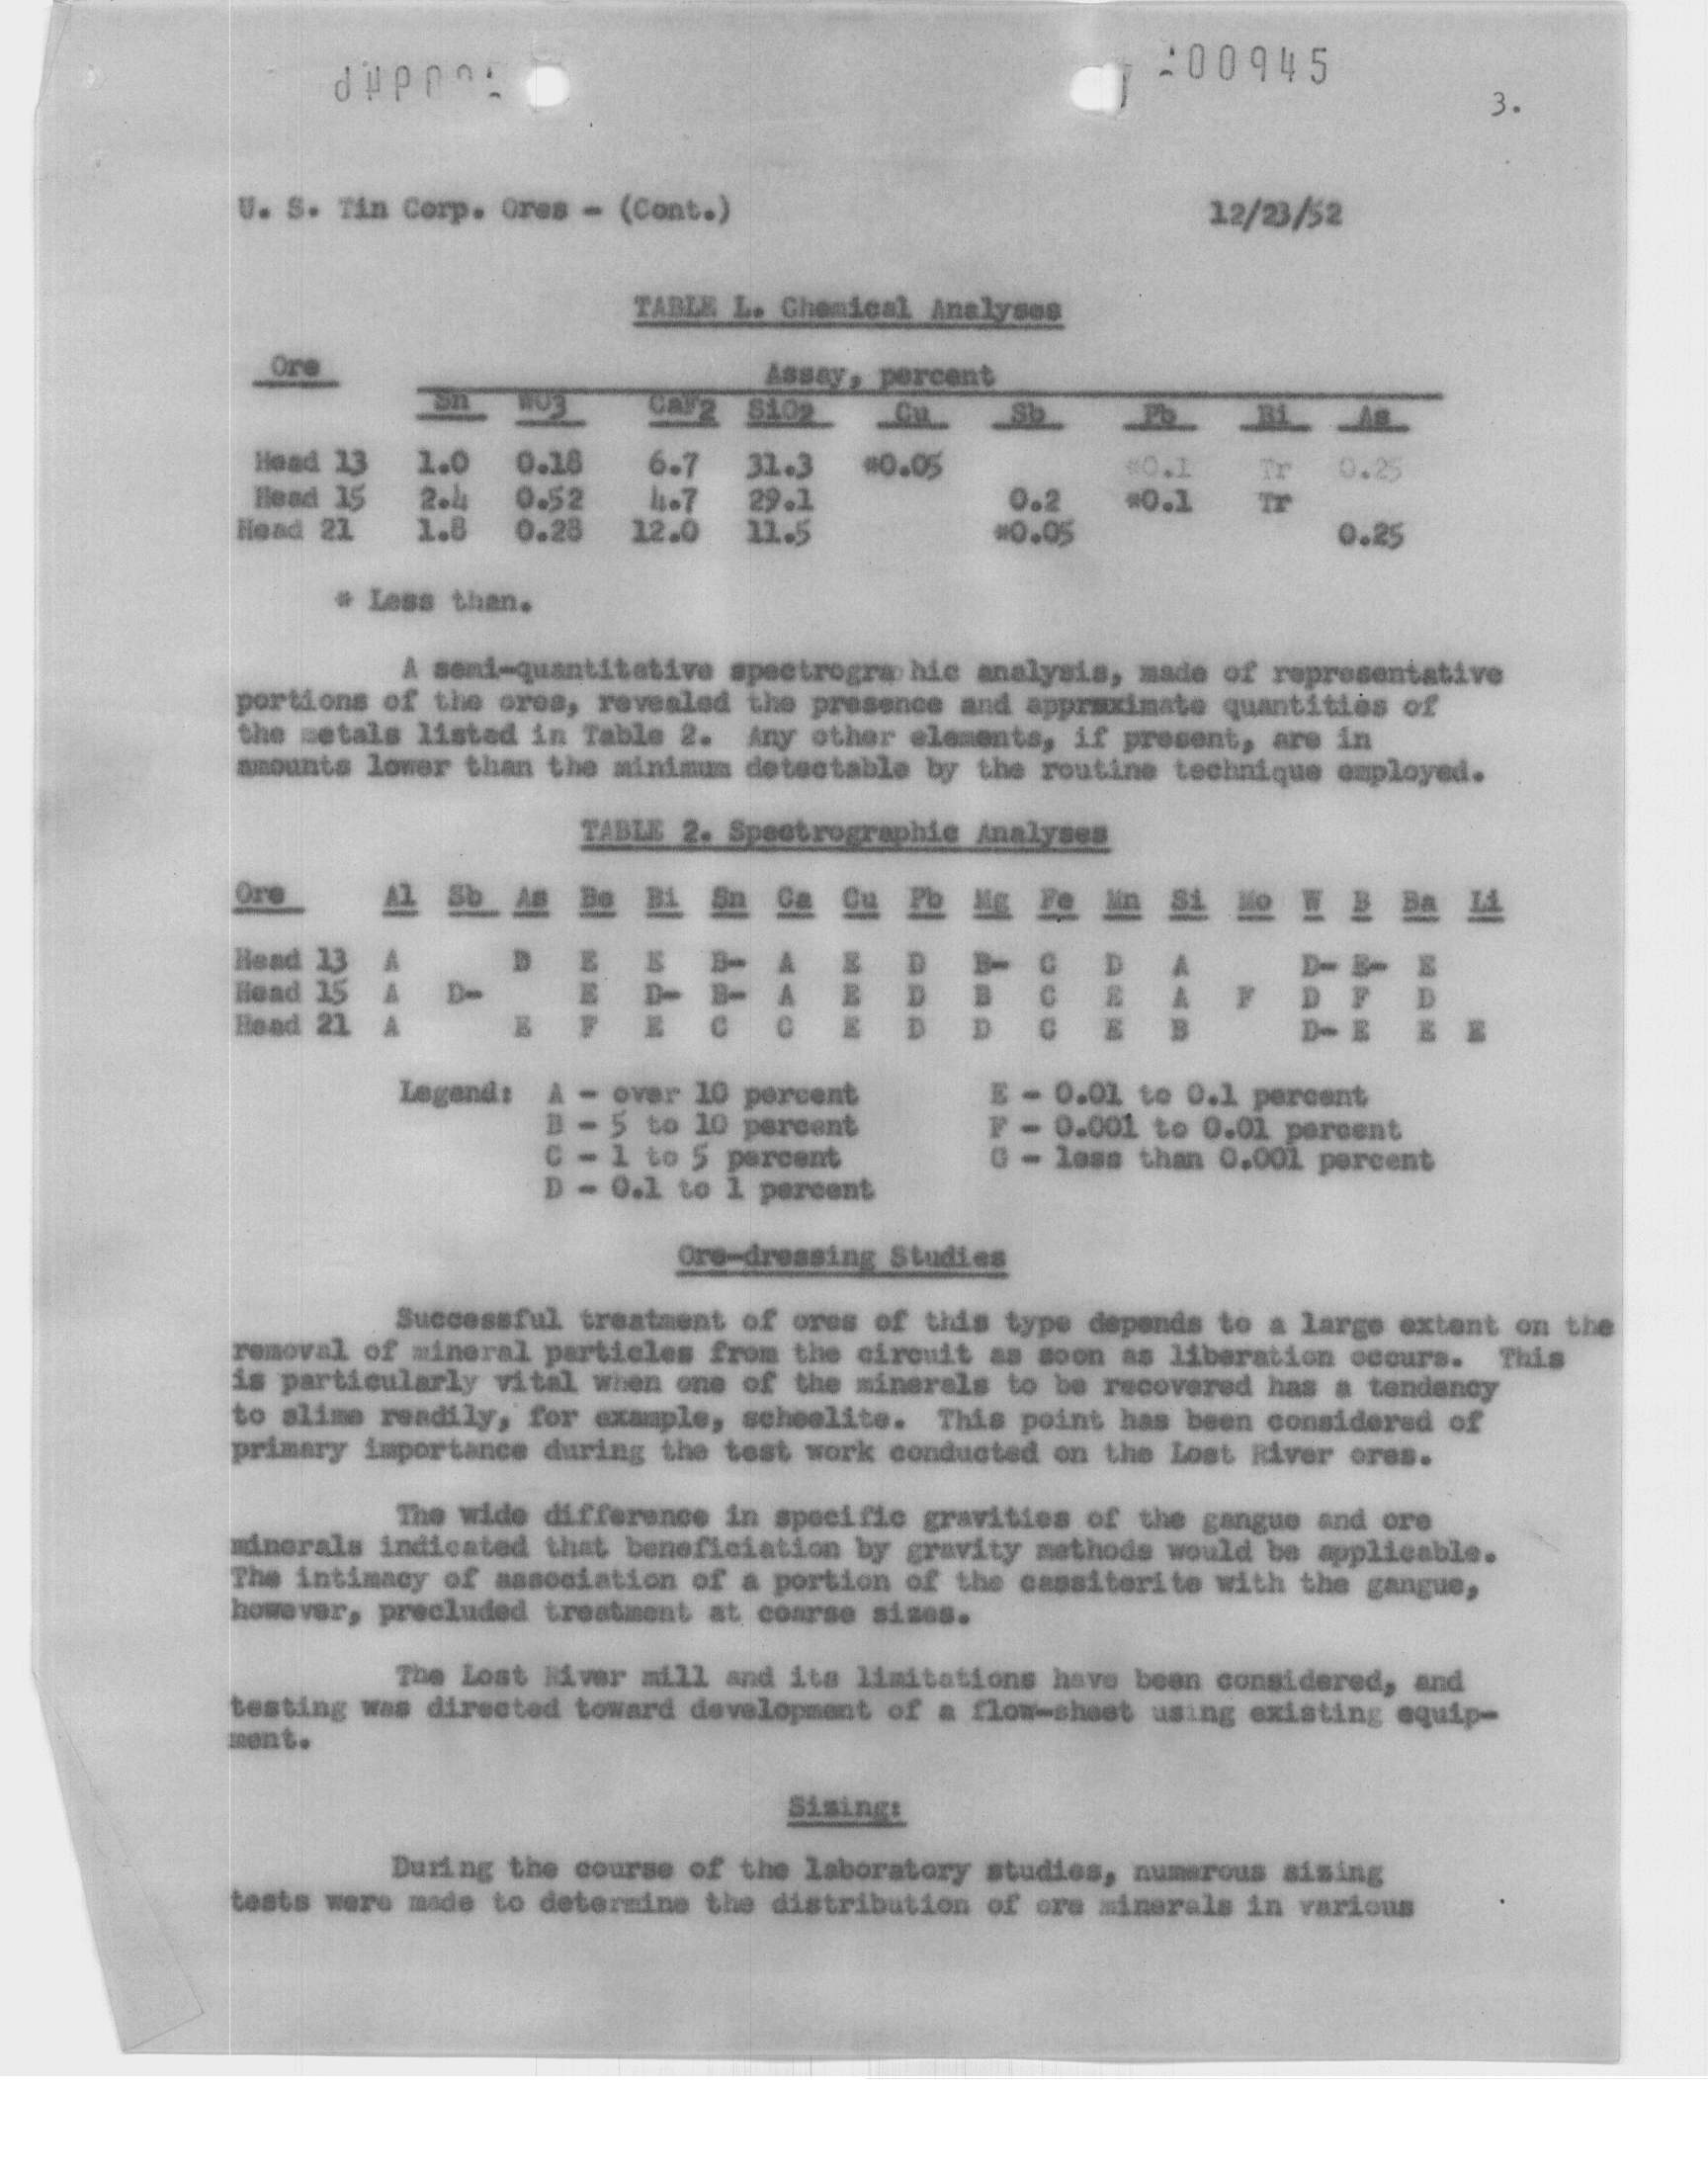 00945
3.
U. S. Tin Corp. Ores - (Cont.) 12/23/52
TABLE L. Chemical Analyses
Ore Assay, percent
Sn WO3 CaF2 SiO2 Cu Sb Pb Bi As
Head 13 1.0 0.18 6.7 31.3 *0.05 *0.1 Tr 0.25
Head 15 2.4 0.52 4.7 29.1 0.2 *0.1 Tr
Head 21 1.8 0.28 12.0 11.5 *0.05 0.25
* Less than.
A semi-quantitative spectrographic analysis, made of representative
portions of the ores, revealed the presence and approximate quantities of
the metals listed in Table 2. Any other elements, if present, are in
amounts lower than the minimum detectable by the routine technique employed.
TABLE 2. Spectrographic Analyses
Ore Al Sb As Be Bi Sn Ca Cu Pb Mg Fe Mn Si Mo W B Ba Li
Head 13 A D E E B- A E D B- C D A D- E- E
Head 15 A D- E D- B- A E D B C E A F D F D
Head 21 A E F E C C E D D C E B D- E E E
Legend: A - over 10 percent E - 0.01 to 0.1 percent
B - 5 to 10 percent F - 0.001 to 0.01 percent
C - 1 to 5 percent G - less than 0.001 percent
D - 0.1 to 1 percent
Ore-dressing Studies
Successful treatment of ores of this type depends to a large extent on the
removal of mineral particles from the circuit as soon as liberation occurs. This
is particularly vital when one of the minerals to be recovered has a tendency
to slime readily, for example, scheelite. This point has been considered of
primary importance during the test work conducted on the Lost River ores.
The wide difference in specific gravities of the gangue and ore
minerals indicated that beneficiation by gravity methods would be applicable.
The intimacy of association of a portion of the cassiterite with the gangue,
however, precluded treatment at coarse sizes.
The Lost River mill and its limitations have been considered, and
testing was directed toward development of a flow-sheet using existing equip-
ment.
Sizing:
During the course of the laboratory studies, numerous sizing
tests were made to determine the distribution of ore minerals in various